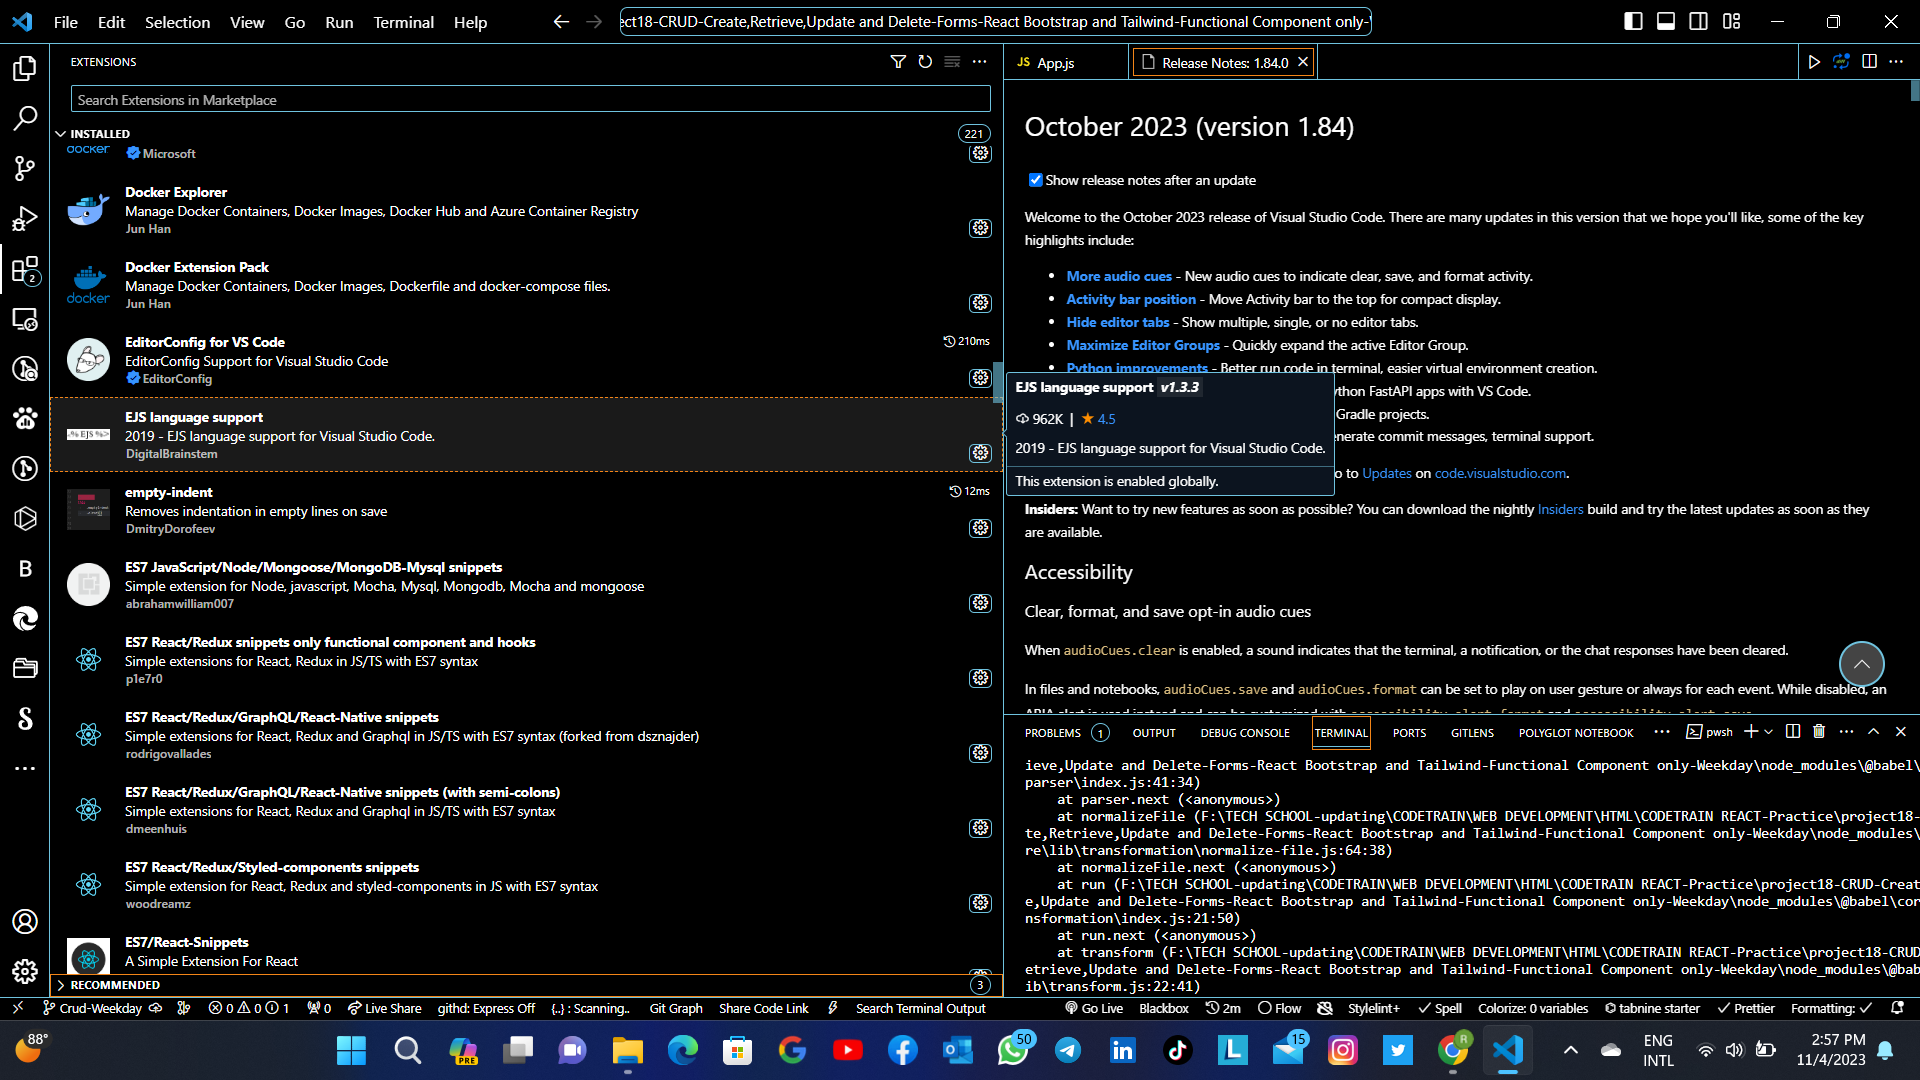 File Edit Selection View Go Run Terminal Help
ect18-CRUD-Create,Retrieve,Update and Delete-Forms-React Bootstrap and Tailwind-Functional Component only-
EXTENSIONS
Search Extensions in Marketplace
INSTALLED 221
docker
Microsoft
Docker Explorer
Manage Docker Containers, Docker Images, Docker Hub and Azure Container Registry
Jun Han
Docker Extension Pack
docker
Manage Docker Containers, Docker Images, Dockerfile and docker-compose files.
Jun Han
EditorConfig for VS Code 210ms
EditorConfig Support for Visual Studio Code
EditorConfig
EJS language support
<% EJS %>
2019 - EJS language support for Visual Studio Code.
DigitalBrainstem
empty-indent 12ms
Removes indentation in empty lines on save
DmitryDorofeev
ES7 JavaScript/Node/Mongoose/MongoDB-Mysql snippets
Simple extension for Node, javascript, Mocha, Mysql, Mongodb, Mocha and mongoose
abrahamwilliam007
ES7 React/Redux snippets only functional component and hooks
Simple extensions for React, Redux in JS/TS with ES7 syntax
p1e7r0
ES7 React/Redux/GraphQL/React-Native snippets
Simple extensions for React, Redux and Graphql in JS/TS with ES7 syntax (forked from dsznajder)
rodrigovallades
ES7 React/Redux/GraphQL/React-Native snippets (with semi-colons)
Simple extensions for React, Redux and Graphql in JS/TS with ES7 syntax
dmeenhuis
ES7 React/Redux/Styled-components snippets
Simple extension for React, Redux and styled-components in JS with ES7 syntax
woodreamz
ES7/React-Snippets
A Simple Extension For React
RECOMMENDED 3
2
B
JS App.js
Release Notes: 1.84.0
October 2023 (version 1.84)
Show release notes after an update
Welcome to the October 2023 release of Visual Studio Code. There are many updates in this version that we hope you'll like, some of the key
highlights include:
• More audio cues - New audio cues to indicate clear, save, and format activity.
• Activity bar position - Move Activity bar to the top for compact display.
• Hide editor tabs - Show multiple, single, or no editor tabs.
• Maximize Editor Groups - Quickly expand the active Editor Group.
• Python improvements - Better run code in terminal, easier virtual environment creation.
ython FastAPI apps with VS Code.
Gradle projects.
enerate commit messages, terminal support.
o to Updates on code.visualstudio.com.
EJS language support v1.3.3
962K | ★ 4.5
2019 - EJS language support for Visual Studio Code.
This extension is enabled globally.
Insiders: Want to try new features as soon as possible? You can download the nightly Insiders build and try the latest updates as soon as they
are available.
Accessibility
Clear, format, and save opt-in audio cues
When audioCues.clear is enabled, a sound indicates that the terminal, a notification, or the chat responses have been cleared.
In files and notebooks, audioCues.save and audioCues.format can be set to play on user gesture or always for each event. While disabled, an
ARIA alert is used instead and can be customized with accessibility.alert.format and accessibility.alert.save
PROBLEMS 1 OUTPUT DEBUG CONSOLE TERMINAL PORTS GITLENS POLYGLOT NOTEBOOK pwsh
ieve,Update and Delete-Forms-React Bootstrap and Tailwind-Functional Component only-Weekday\node_modules\@babel\
parser\index.js:41:34)
at parser.next (<anonymous>)
at normalizeFile (F:\TECH SCHOOL-updating\CODETRAIN\WEB DEVELOPMENT\HTML\CODETRAIN REACT-Practice\project18-
te,Retrieve,Update and Delete-Forms-React Bootstrap and Tailwind-Functional Component only-Weekday\node_modules\
re\lib\transformation\normalize-file.js:64:38)
at normalizeFile.next (<anonymous>)
at run (F:\TECH SCHOOL-updating\CODETRAIN\WEB DEVELOPMENT\HTML\CODETRAIN REACT-Practice\project18-CRUD-Creat
e,Update and Delete-Forms-React Bootstrap and Tailwind-Functional Component only-Weekday\node_modules\@babel\cor
nsformation\index.js:21:50)
at run.next (<anonymous>)
at transform (F:\TECH SCHOOL-updating\CODETRAIN\WEB DEVELOPMENT\HTML\CODETRAIN REACT-Practice\project18-CRUD
etrieve,Update and Delete-Forms-React Bootstrap and Tailwind-Functional Component only-Weekday\node_modules\@bab
ib\transform.js:22:41)
Crud-Weekday 0 0 1 0 Live Share githd: Express Off {..} : Scanning.. Git Graph Share Code Link Search Terminal Output Go Live Blackbox 2m Flow Stylelint+ Spell Colorize: 0 variables tabnine starter Prettier Formatting: ✓
88° PRE 50 15 R ENG 2:57 PM
INTL 11/4/2023